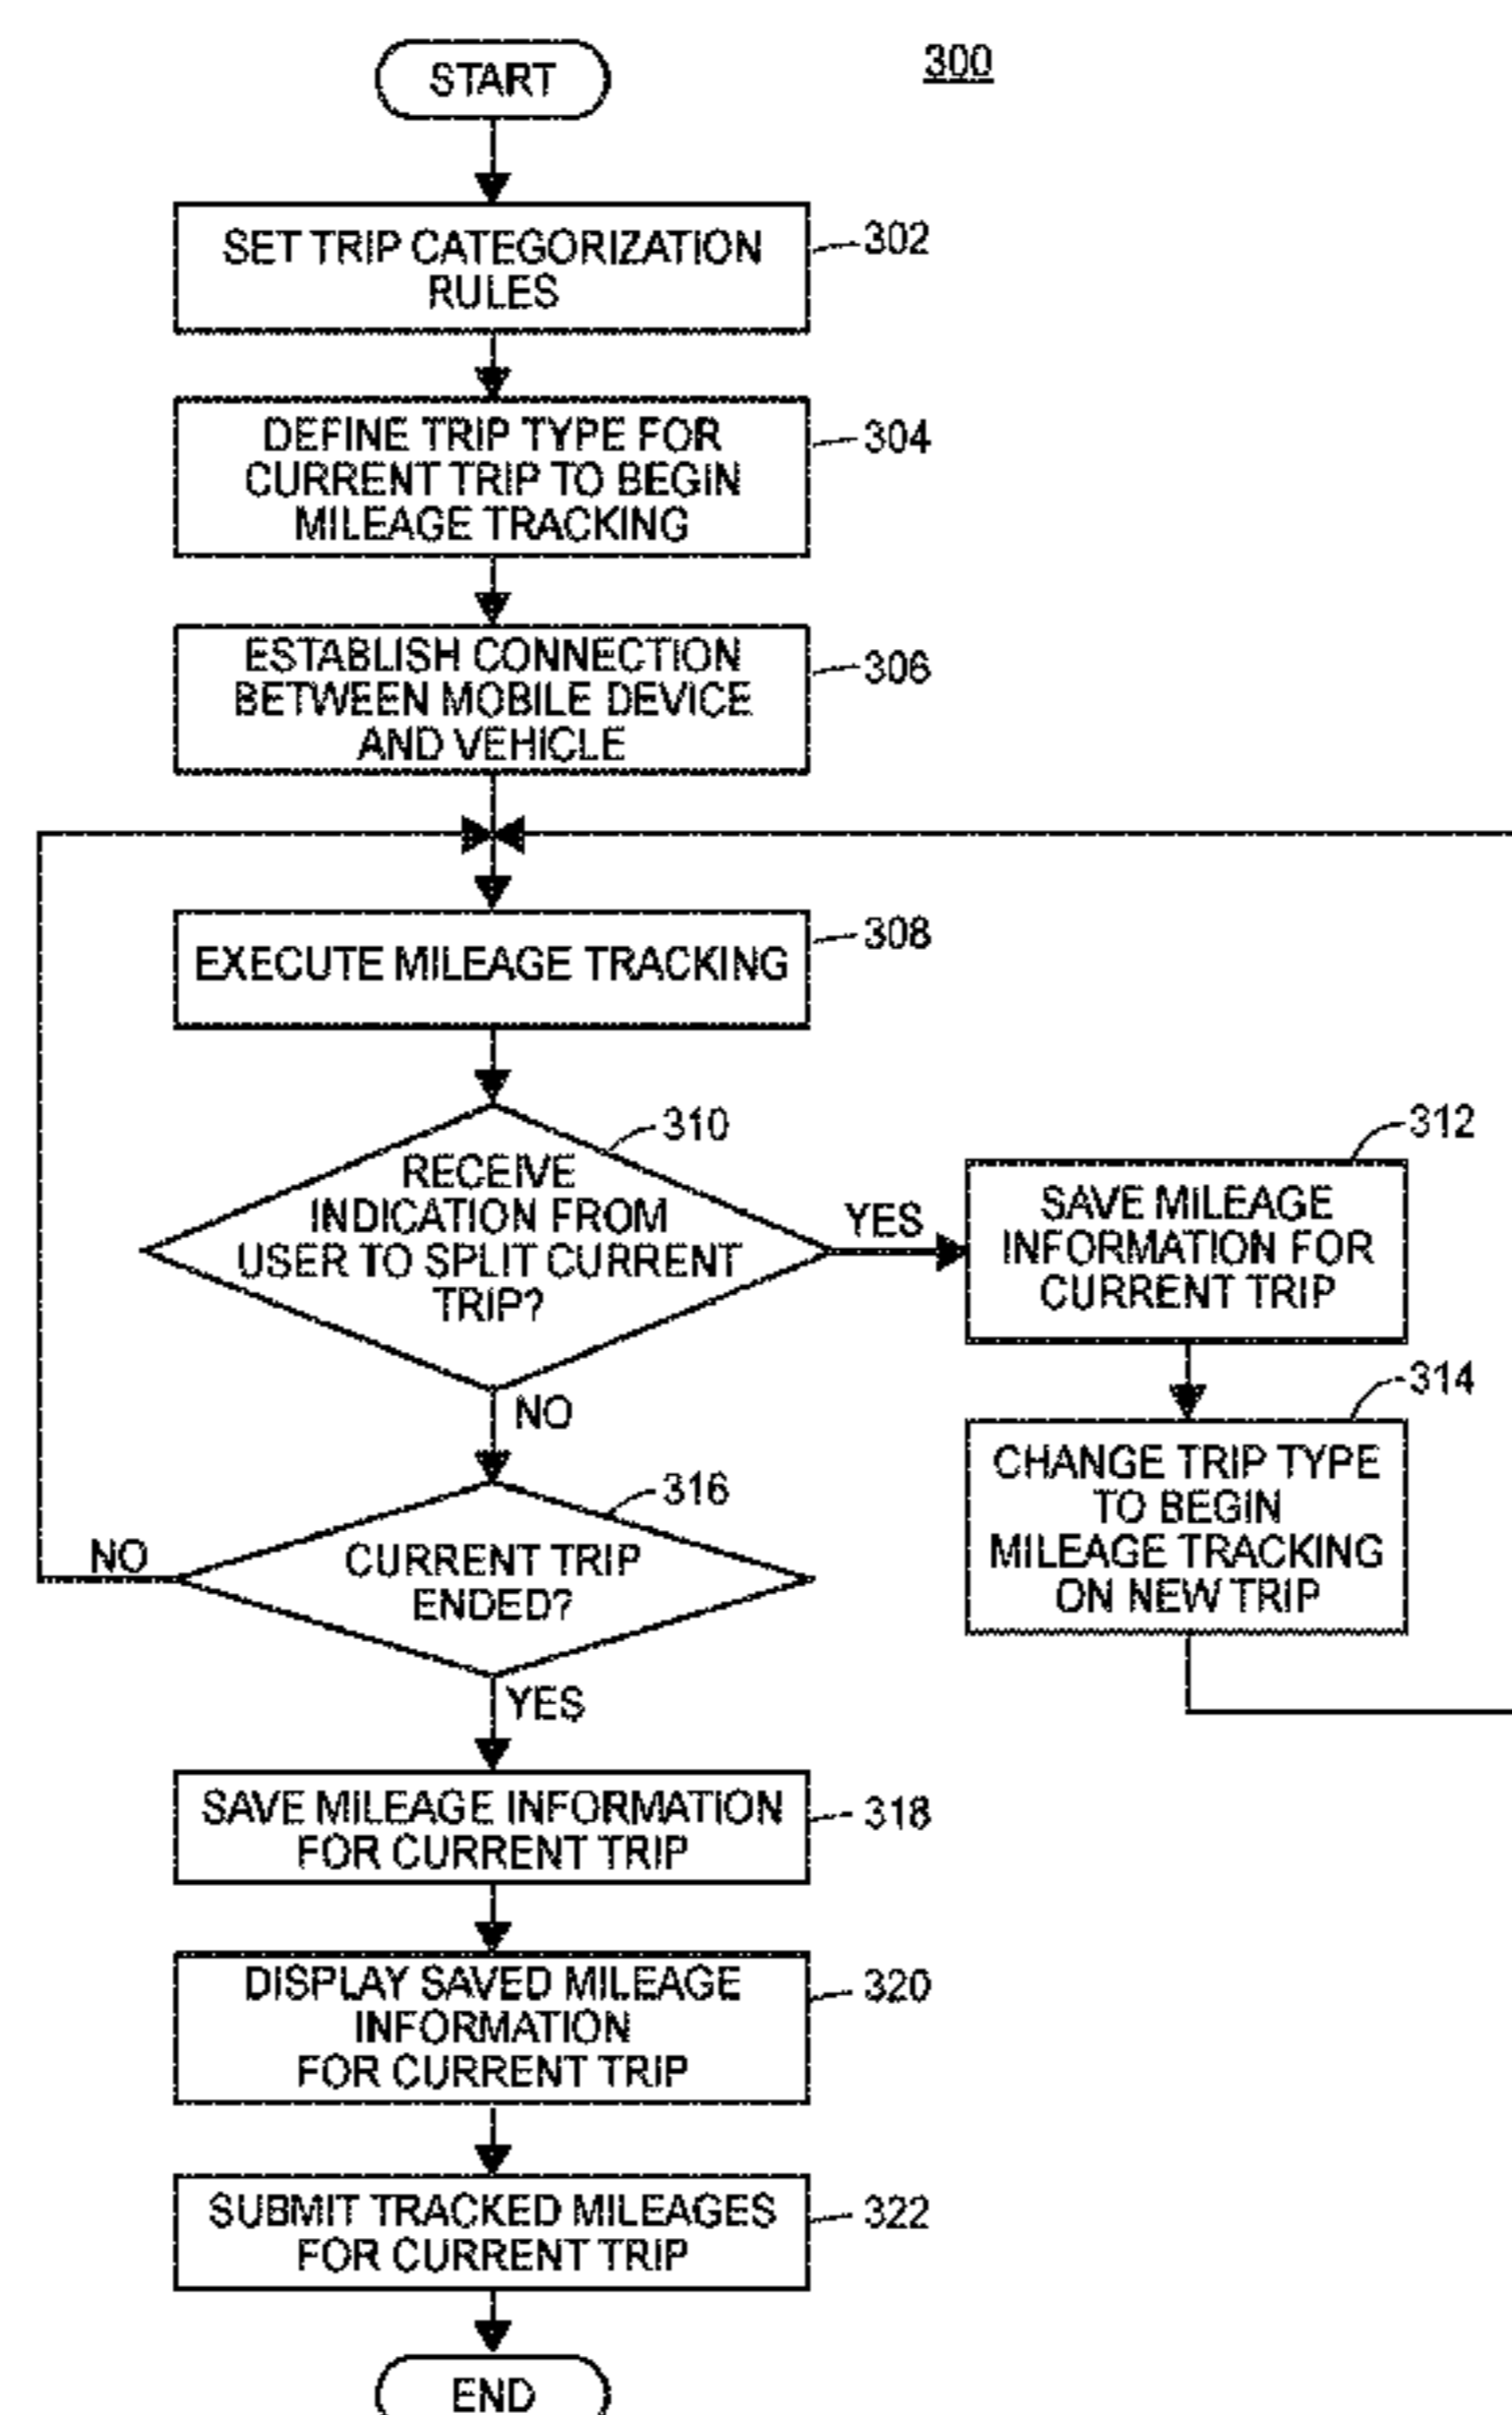 START
300
SET TRIP CATEGORIZATION
RULES
302
DEFINE TRIP TYPE FOR
CURRENT TRIP TO BEGIN
MILEAGE TRACKING
304
ESTABLISH CONNECTION
BETWEEN MOBILE DEVICE
AND VEHICLE
306
EXECUTE MILEAGE TRACKING
308
310
RECEIVE
INDICATION FROM
USER TO SPLIT CURRENT
TRIP?
YES
312
SAVE MILEAGE
INFORMATION FOR
CURRENT TRIP
314
CHANGE TRIP TYPE
TO BEGIN
MILEAGE TRACKING
ON NEW TRIP
NO
316
CURRENT TRIP
ENDED?
NO
YES
SAVE MILEAGE INFORMATION
FOR CURRENT TRIP
318
DISPLAY SAVED MILEAGE
INFORMATION
FOR CURRENT TRIP
320
SUBMIT TRACKED MILEAGES
FOR CURRENT TRIP
322
END